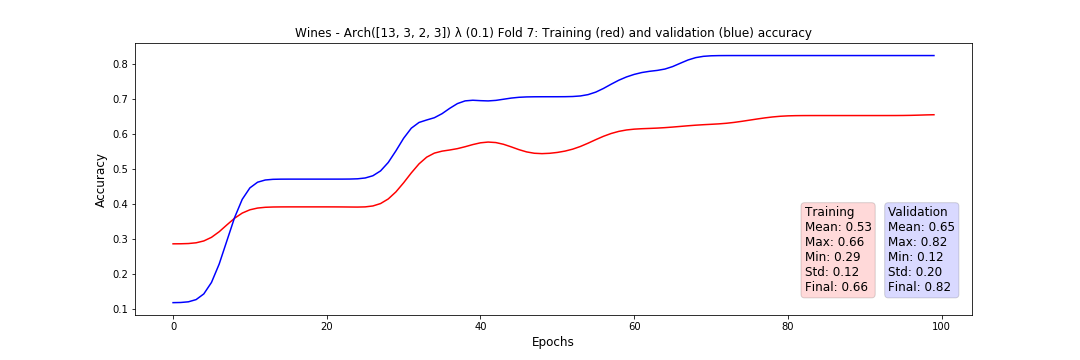 Wines - Arch([13, 3, 2, 3]) λ (0.1) Fold 7: Training (red) and validation (blue) accuracy
Accuracy
0.8
0.7
0.6
0.5
0.4
0.3
0.2
0.1
Training
Mean: 0.53
Max: 0.66
Min: 0.29
Std: 0.12
Final: 0.66
Validation
Mean: 0.65
Max: 0.82
Min: 0.12
Std: 0.20
Final: 0.82
0 20 40 60 80 100
Epochs